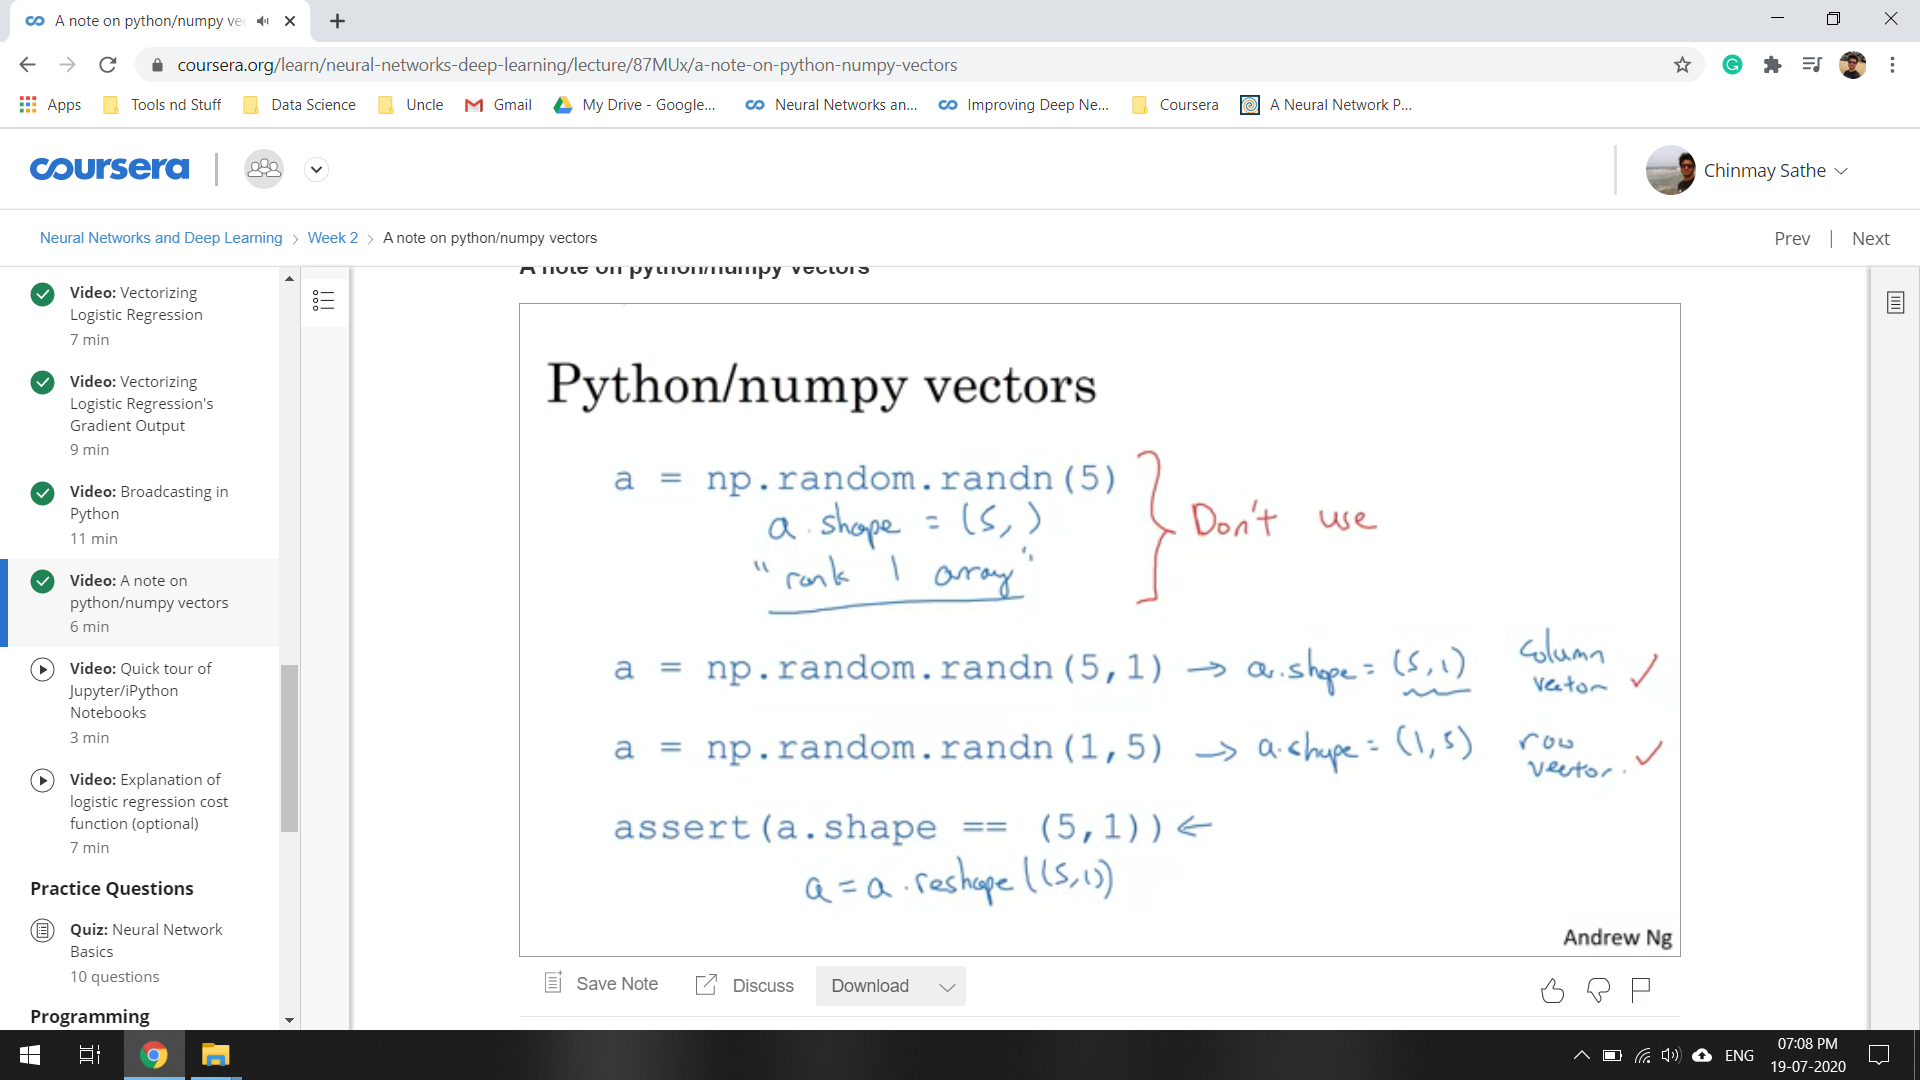 A note on python/numpy ve
coursera.org/learn/neural-networks-deep-learning/lecture/87MUx/a-note-on-python-numpy-vectors
Apps Tools nd Stuff Data Science Uncle Gmail My Drive - Google... Neural Networks an... Improving Deep Ne... Coursera A Neural Network P...
coursera
Chinmay Sathe
Neural Networks and Deep Learning > Week 2 > A note on python/numpy vectors
Prev | Next
Video: Vectorizing
Logistic Regression
7 min
Video: Vectorizing
Logistic Regression's
Gradient Output
9 min
Video: Broadcasting in
Python
11 min
Video: A note on
python/numpy vectors
6 min
Video: Quick tour of
Jupyter/iPython
Notebooks
3 min
Video: Explanation of
logistic regression cost
function (optional)
7 min
Practice Questions
Quiz: Neural Network
Basics
10 questions
Programming
A note on python/numpy vectors
Python/numpy vectors
a = np.random.randn(5)
a.shape = (5,)
"rank 1 array"
Don't use
a = np.random.randn(5,1) → a.shape = (5,1) column
vector ✓
a = np.random.randn(1,5) → a.shape = (1,5) row
vector. ✓
assert(a.shape == (5,1)) ←
a = a.reshape((5,1))
Andrew Ng
Save Note Discuss Download
ENG
07:08 PM
19-07-2020